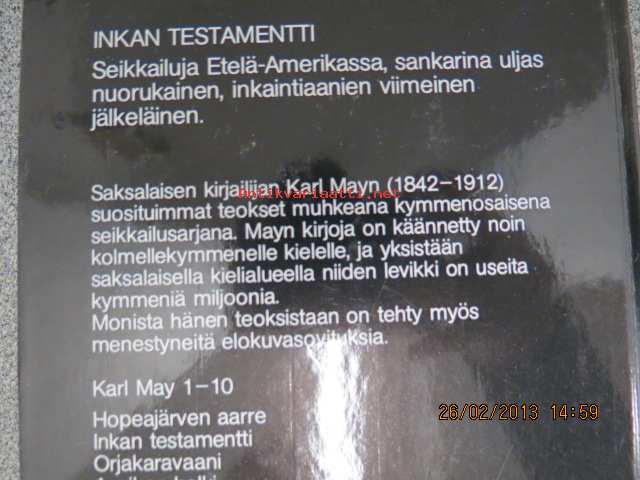 INKAN TESTAMENTTI
Seikkailuja Etelä-Amerikassa, sankarina uljas
nuorukainen, inkaintiaanien viimeinen
jälkeläinen.
Saksalaisen kirjailijan Karl Mayn (1842-1912)
Antikvariaatti.net
suosituimmat teokset muhkeana kymmenosaisena
seikkailusarjana. Mayn kirjoja on käännetty noin
kolmellekymmenelle kielelle, ja yksistään
saksalaisella kielialueella niiden levikki on useita
kymmeniä miljoonia.
Monista hänen teoksistaan on tehty myös
menestyneitä elokuvasovituksia.
Karl May 1-10
Hopeajärven aarre
Inkan testamentti
Orjakaravaani
26/02/2013 14:59